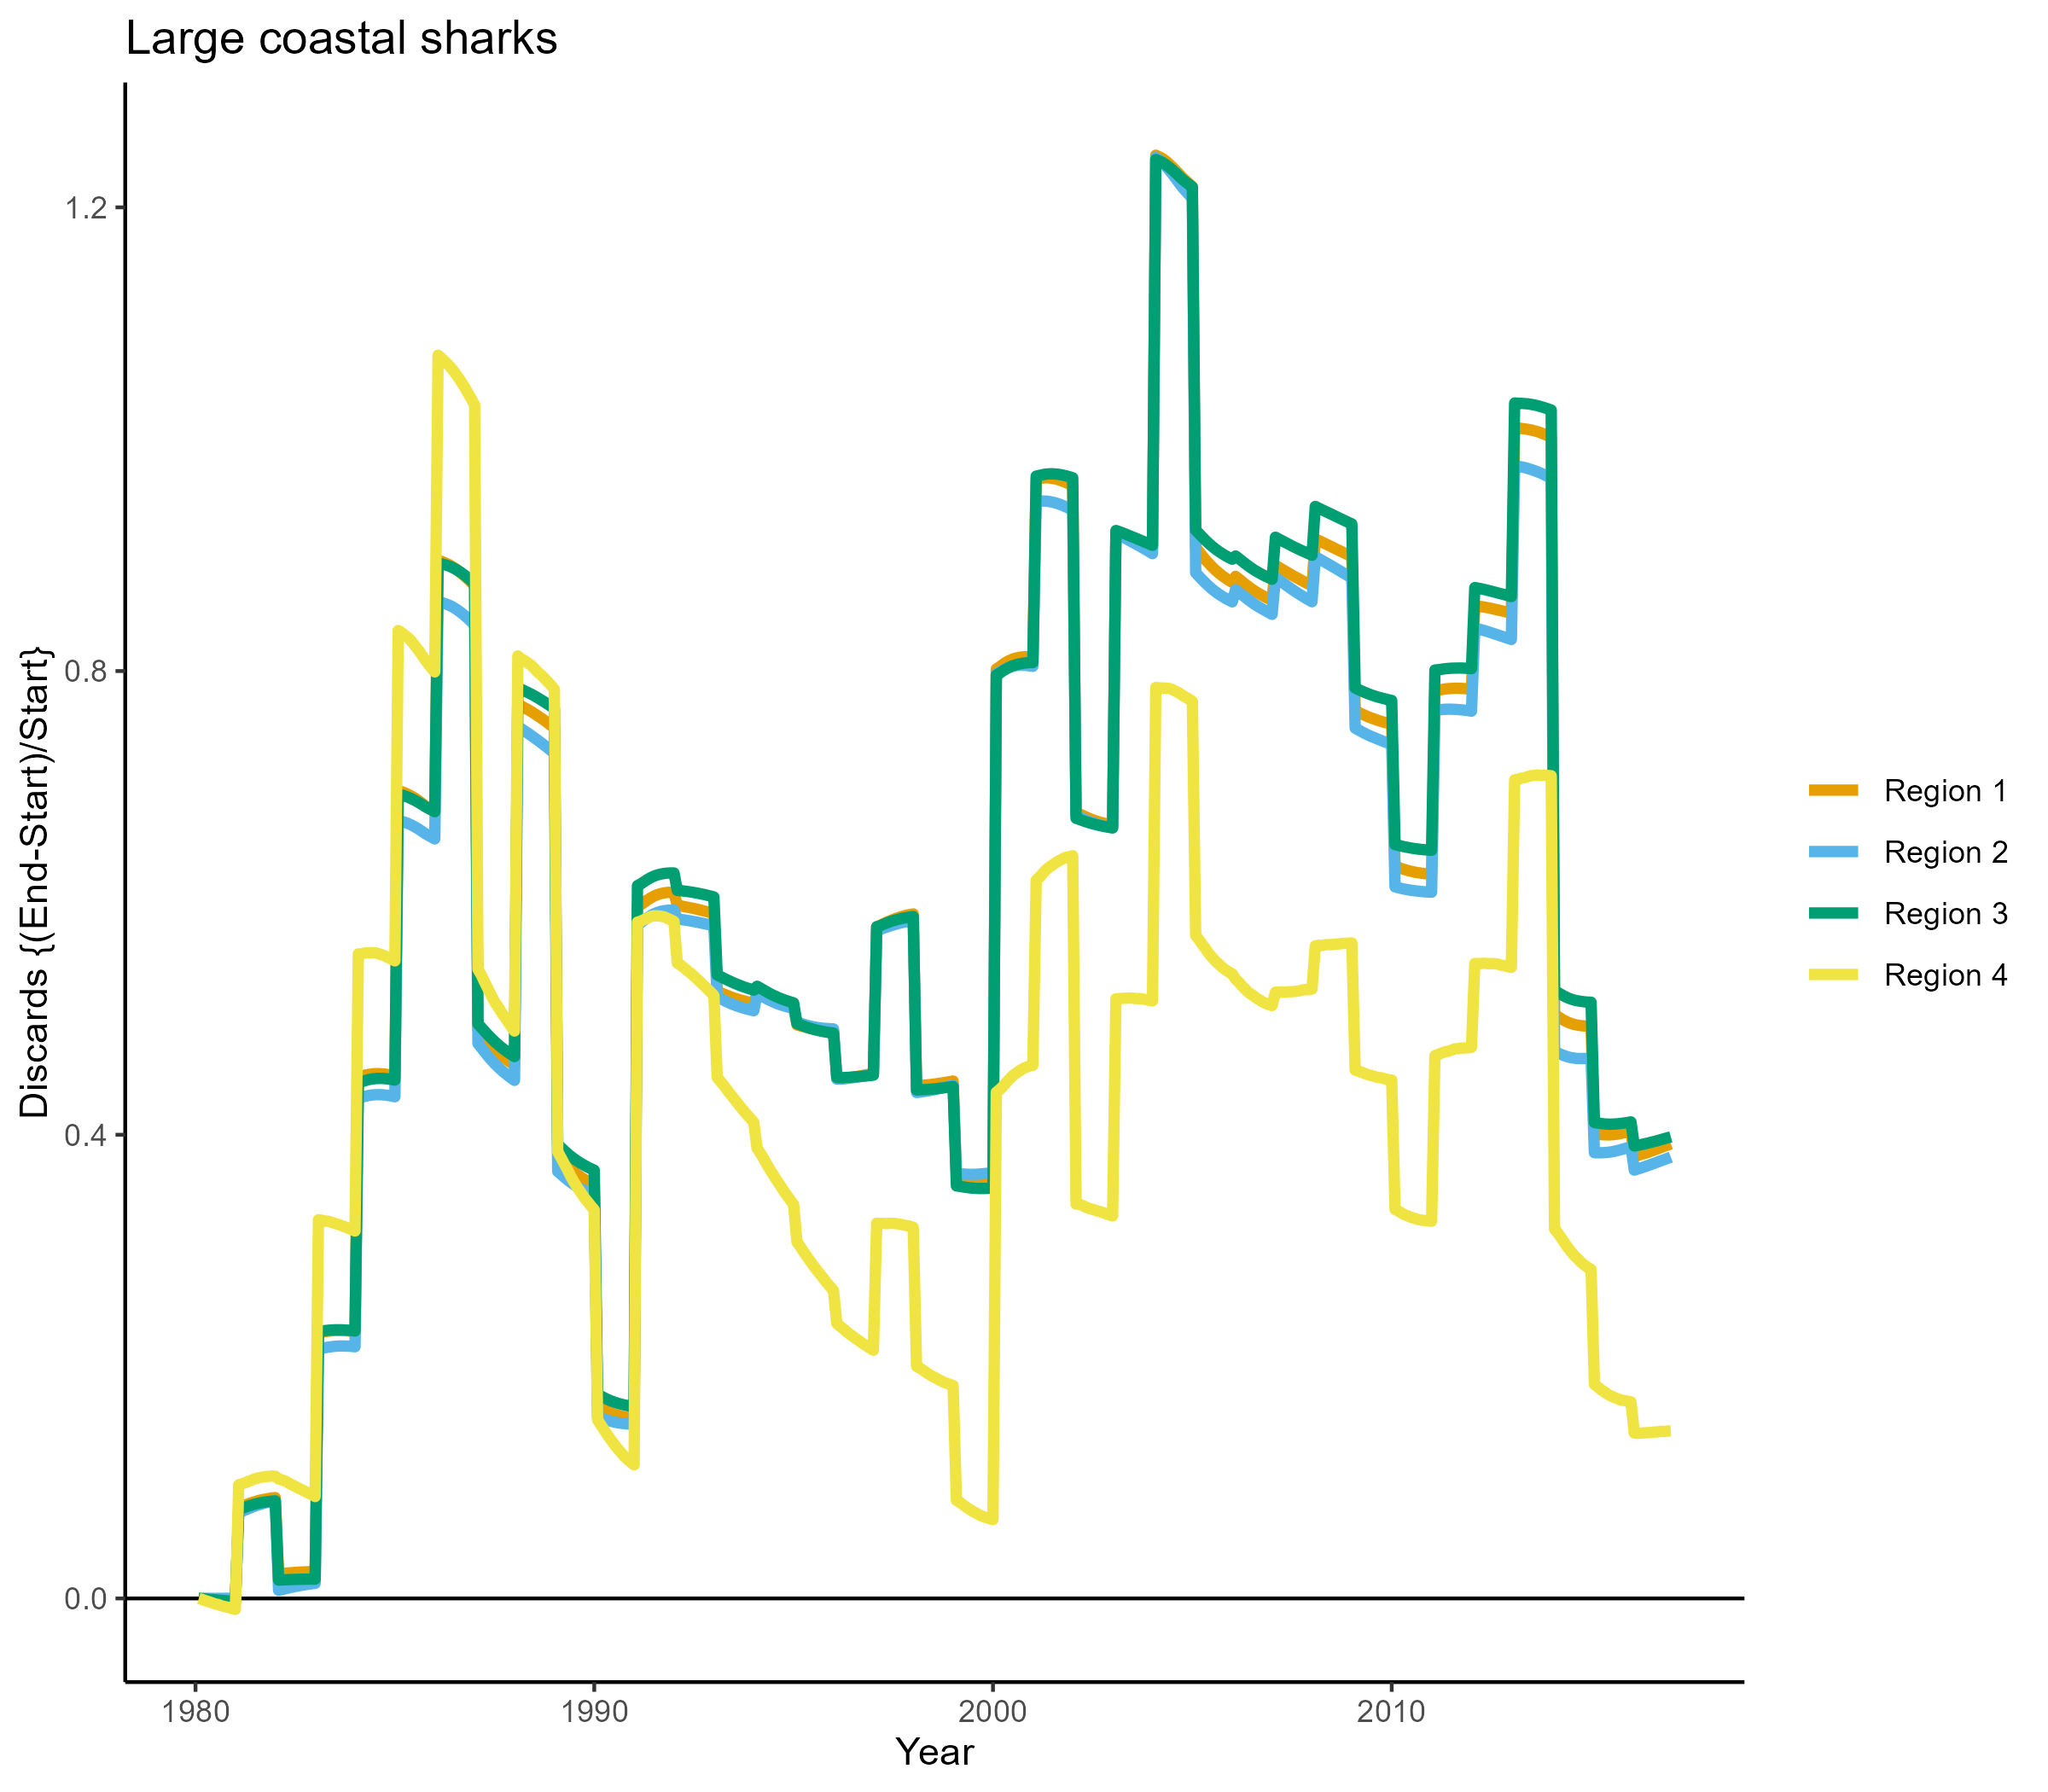 Large coastal sharks
Discards {(End-Start)/Start}
1.2
0.8
0.4
0.0
1980
1990
2000
2010
Year
Region 1
Region 2
Region 3
Region 4